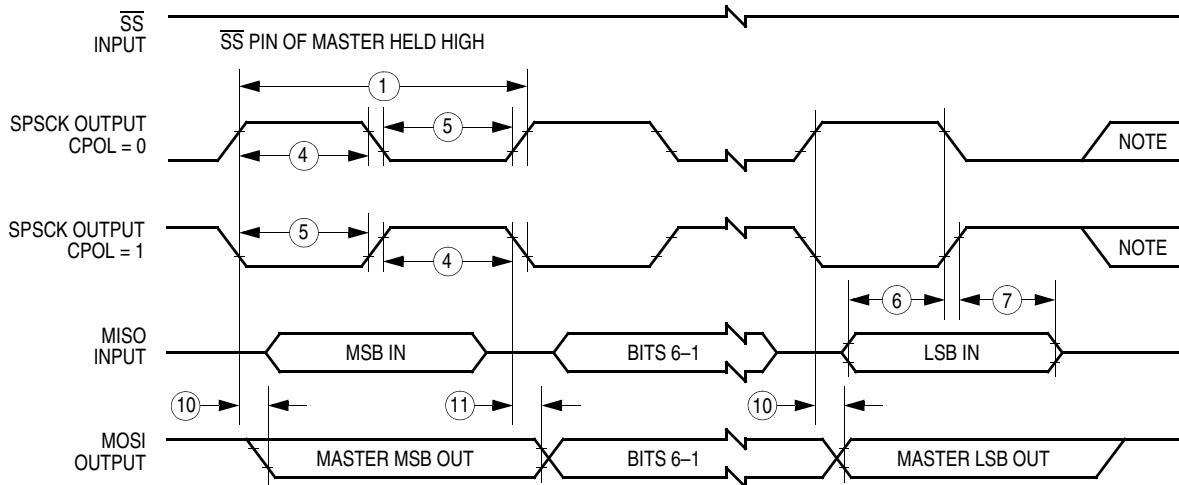 SS
INPUT
SS PIN OF MASTER HELD HIGH
1
SPSCK OUTPUT
CPOL = 0
5
4
NOTE
SPSCK OUTPUT
CPOL = 1
5
4
NOTE
6
7
MISO
INPUT
MSB IN
BITS 6–1
LSB IN
10
11
10
MOSI
OUTPUT
MASTER MSB OUT
BITS 6–1
MASTER LSB OUT